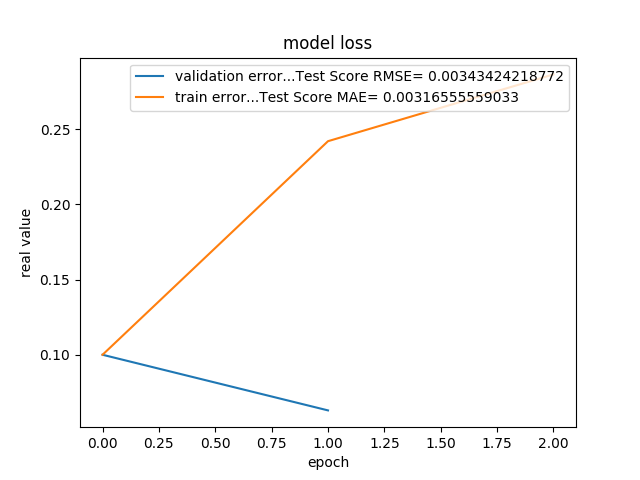 model loss
validation error...Test Score RMSE= 0.00343424218772
train error...Test Score MAE= 0.00316555559033
real value
0.25
0.20
0.15
0.10
0.00 0.25 0.50 0.75 1.00 1.25 1.50 1.75 2.00
epoch